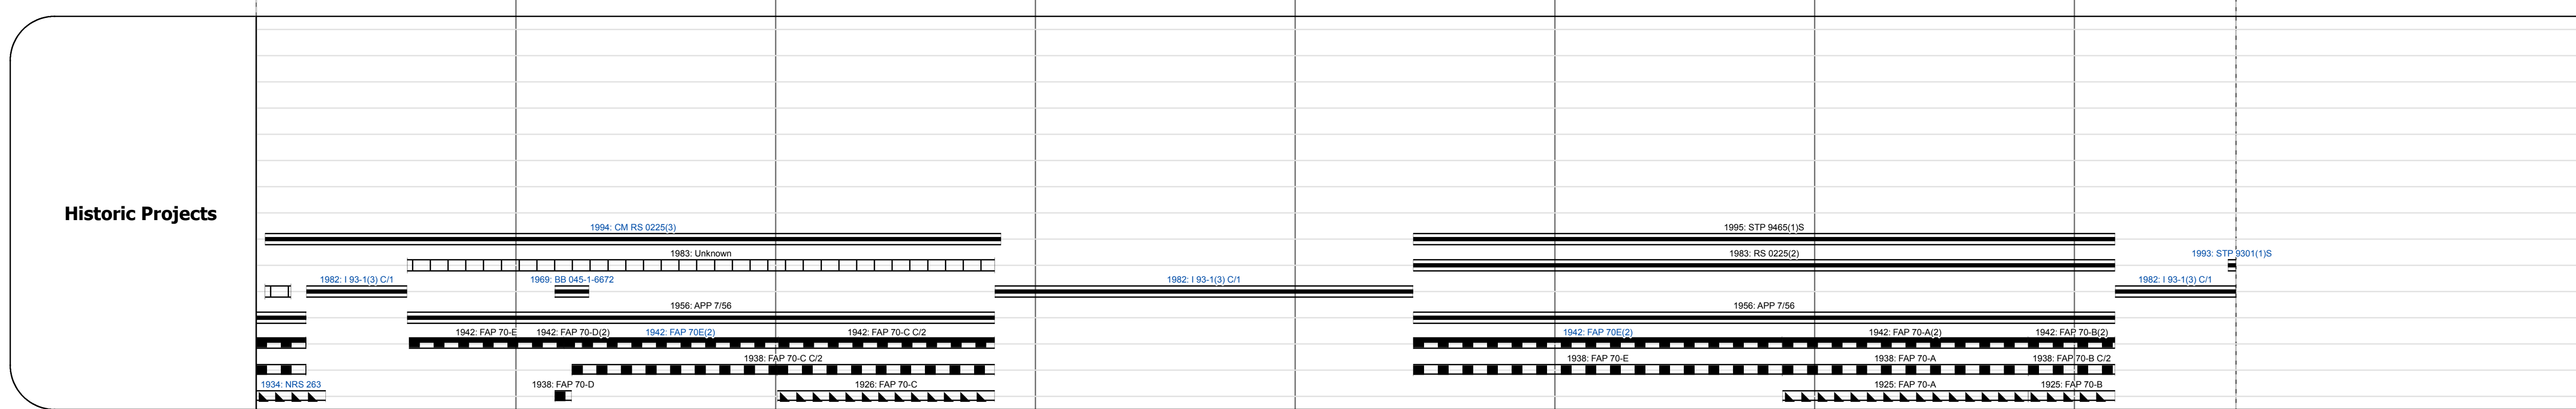 Historic Projects
1994: CM RS 0225(3)
1995: STP 9465(1)S
1983: Unknown
1983: RS 0225(2)
1993: STP 9301(1)S
1982: I 93-1(3) C/1
1969: BB 045-1-6672
1982: I 93-1(3) C/1
1982: I 93-1(3) C/1
1956: APP 7/56
1956: APP 7/56
1942: FAP 70-E
1942: FAP 70-D(2)
1942: FAP 70E(2)
1942: FAP 70-C C/2
1942: FAP 70E(2)
1942: FAP 70-A(2)
1942: FAP 70-B(2)
1938: FAP 70-C C/2
1938: FAP 70-E
1938: FAP 70-A
1938: FAP 70-B C/2
1934: NRS 263
1938: FAP 70-D
1926: FAP 70-C
1925: FAP 70-A
1925: FAP 70-B